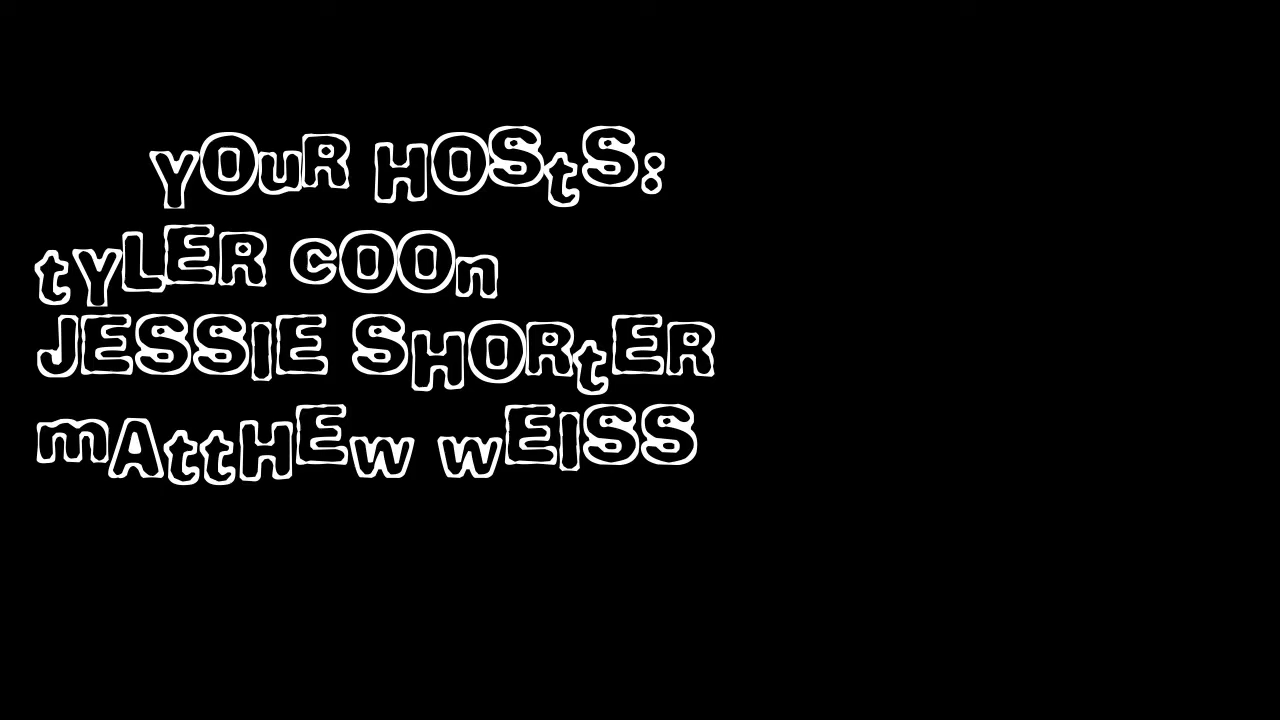 YOuR HOStS:
tYLER COOn
JESSIE SHORtER
mAttHEw wEISS